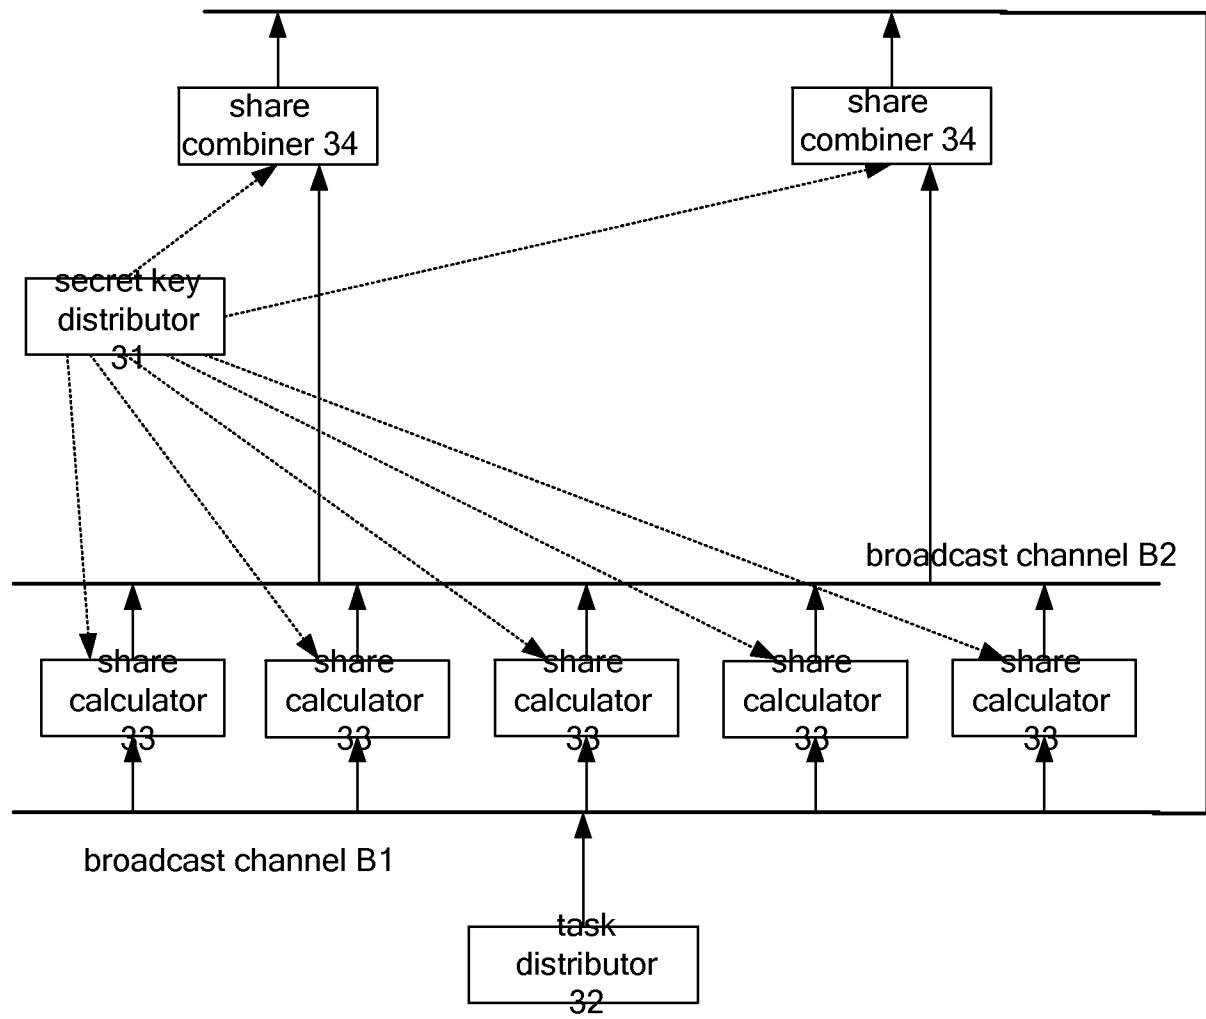 share
combiner 34
share
combiner 34
secret key
distributor
31
broadcast channel B2
share
calculator
33
share
calculator
33
share
calculator
33
share
calculator
33
share
calculator
33
broadcast channel B1
task
distributor
32